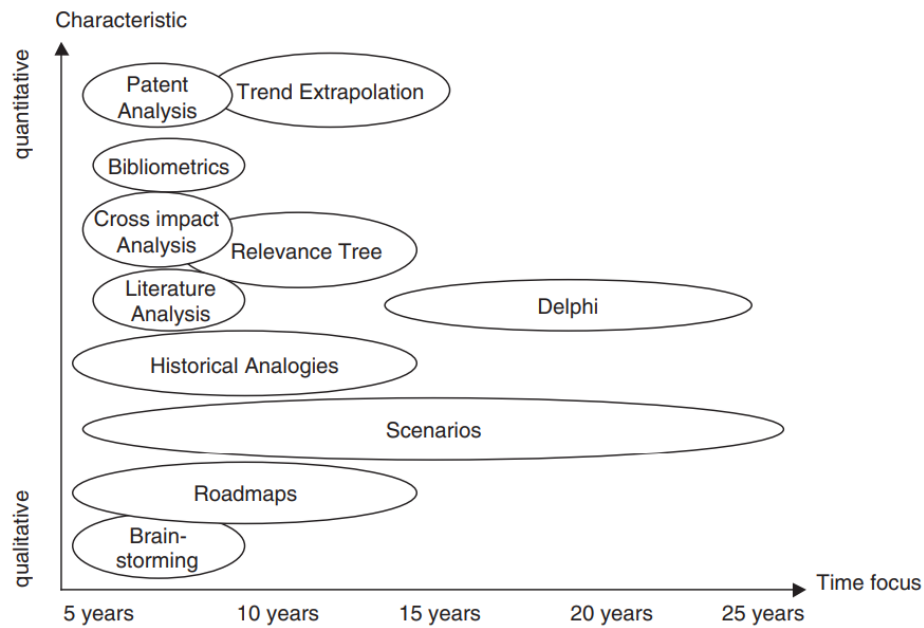 Characteristic
quantitative
Patent
Analysis
Trend Extrapolation
Bibliometrics
Cross impact
Analysis
Relevance Tree
Literature
Analysis
Delphi
Historical Analogies
Scenarios
qualitative
Roadmaps
Brain-
storming
Time focus
5 years 10 years 15 years 20 years 25 years